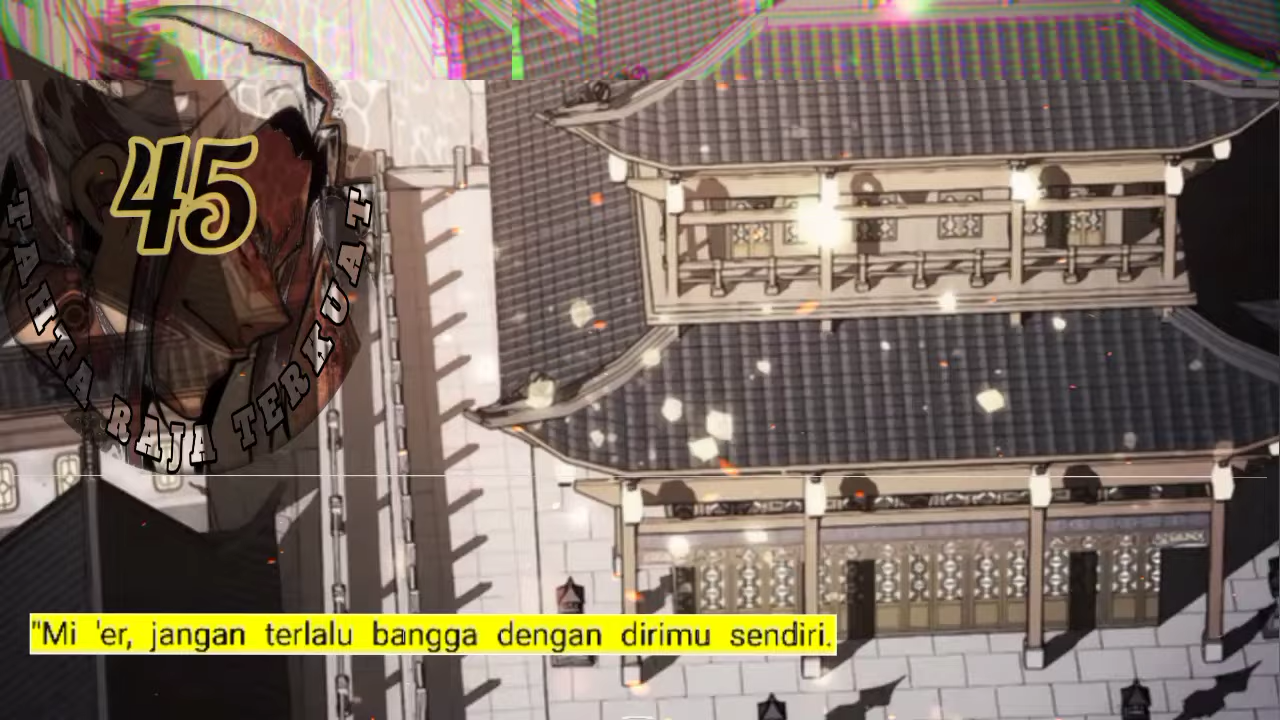 45
TAHTA RAJA TERKUAT
"Mi 'er, jangan terlalu bangga dengan dirimu sendiri.